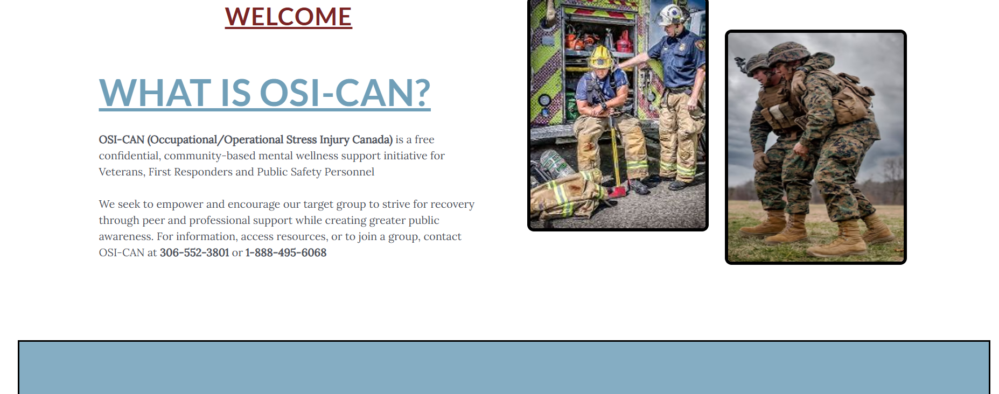 WELCOME
WHAT IS OSI-CAN?
OSI-CAN (Occupational/Operational Stress Injury Canada) is a free
confidential, community-based mental wellness support initiative for
Veterans, First Responders and Public Safety Personnel
We seek to empower and encourage our target group to strive for recovery
through peer and professional support while creating greater public
awareness. For information, access resources, or to join a group, contact
OSI-CAN at 306-552-3801 or 1-888-495-6068